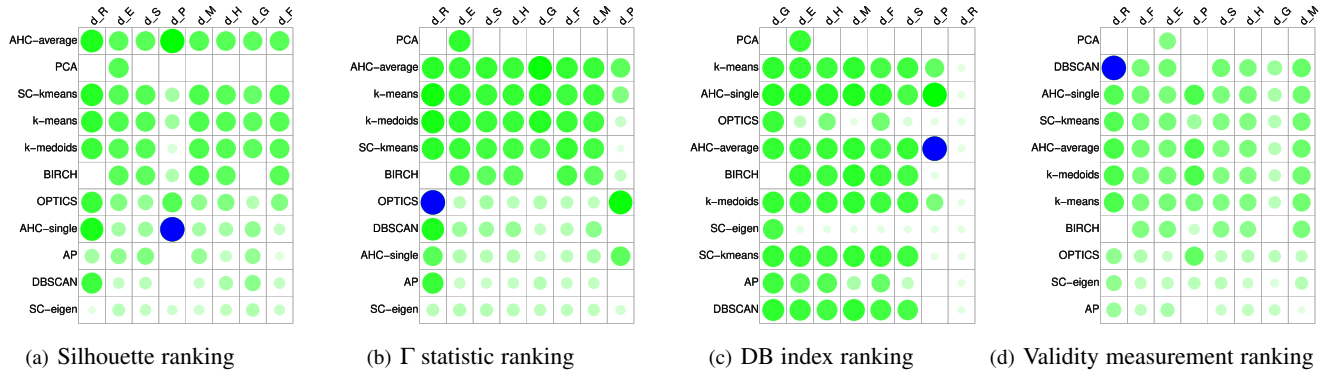 d_R d_E d_S d_P d_M d_H d_G d_F
AHC-average
PCA
SC-kmeans
k-means
k-medoids
BIRCH
OPTICS
AHC-single
AP
DBSCAN
SC-eigen
(a) Silhouette ranking
d_R d_E d_S d_H d_G d_F d_M d_P
PCA
AHC-average
k-means
k-medoids
SC-kmeans
BIRCH
OPTICS
DBSCAN
AHC-single
AP
SC-eigen
(b) Γ statistic ranking
d_G d_E d_H d_M d_F d_S d_P d_R
PCA
k-means
AHC-single
OPTICS
AHC-average
BIRCH
k-medoids
SC-eigen
SC-kmeans
AP
DBSCAN
(c) DB index ranking
d_R d_F d_E d_P d_S d_H d_G d_M
PCA
DBSCAN
AHC-single
SC-kmeans
AHC-average
k-medoids
k-means
BIRCH
OPTICS
SC-eigen
AP
(d) Validity measurement ranking